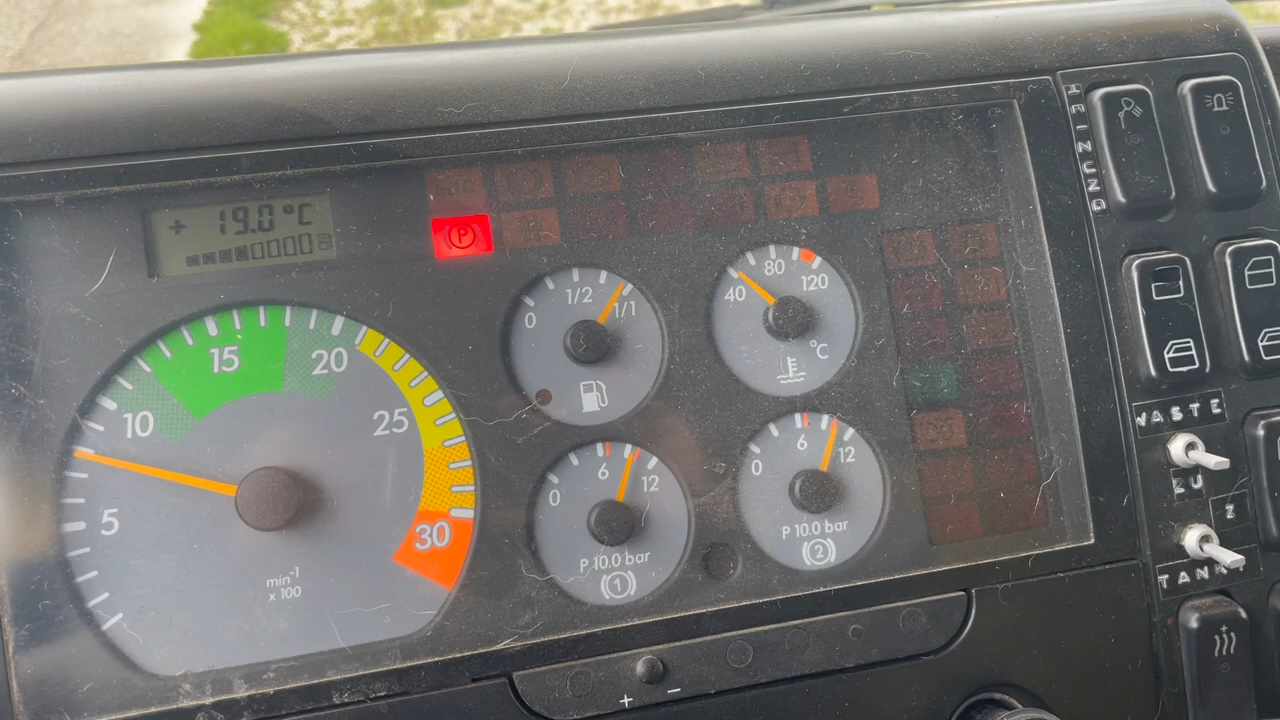 + 19.0°C
P
15
20
10
25
5
30
min-1
x 100
0
1/2
1/1
40
80
120
°C
0
6
12
P 10.0 bar
1
0
6
12
P 10.0 bar
2
+ −
HEIZUNG
WASTE
ZU
Z
TANK